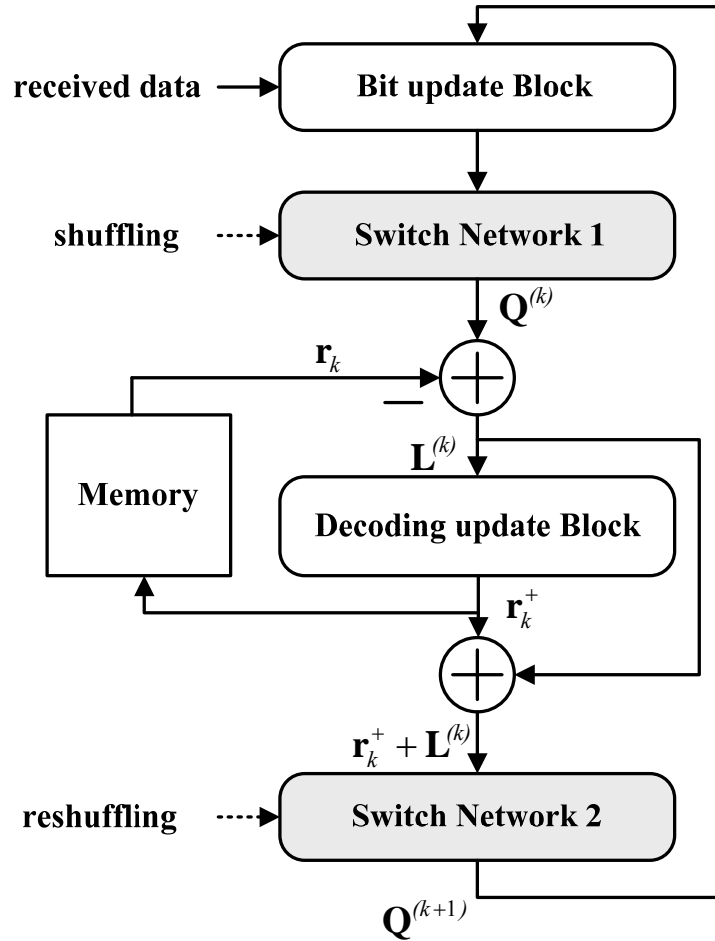 received data
Bit update Block
shuffling
Switch Network 1
Q^(k)
r_k
+
−
L^(k)
Memory
Decoding update Block
r_k^+
+
r_k^+ + L^(k)
reshuffling
Switch Network 2
Q^(k+1)